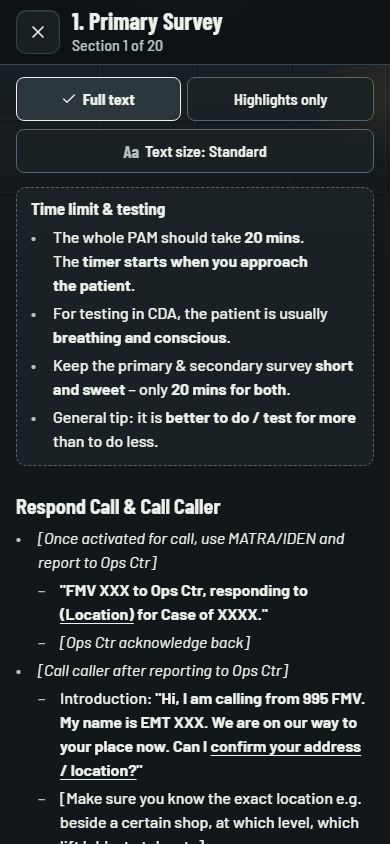 1. Primary Survey
Section 1 of 20
✓ Full text
Highlights only
Aa Text size: Standard
Time limit & testing
• The whole PAM should take 20 mins.
The timer starts when you approach
the patient.
• For testing in CDA, the patient is usually
breathing and conscious.
• Keep the primary & secondary survey short
and sweet – only 20 mins for both.
• General tip: it is better to do / test for more
than to do less.
Respond Call & Call Caller
• [Once activated for call, use MATRA/IDEN and
report to Ops Ctr]
– "FMV XXX to Ops Ctr, responding to
(Location) for Case of XXXX."
– [Ops Ctr acknowledge back]
• [Call caller after reporting to Ops Ctr]
– Introduction: "Hi, I am calling from 995 FMV.
My name is EMT XXX. We are on our way to
your place now. Can I confirm your address
/ location?"
– [Make sure you know the exact location e.g.
beside a certain shop, at which level, which